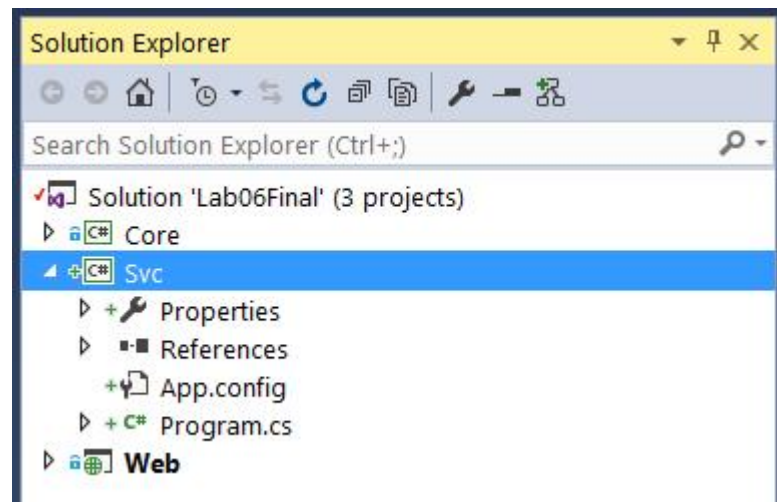 Solution Explorer
Search Solution Explorer (Ctrl+;)
Solution 'Lab06Final' (3 projects)
C# Core
C# Svc
Properties
References
App.config
C# Program.cs
Web